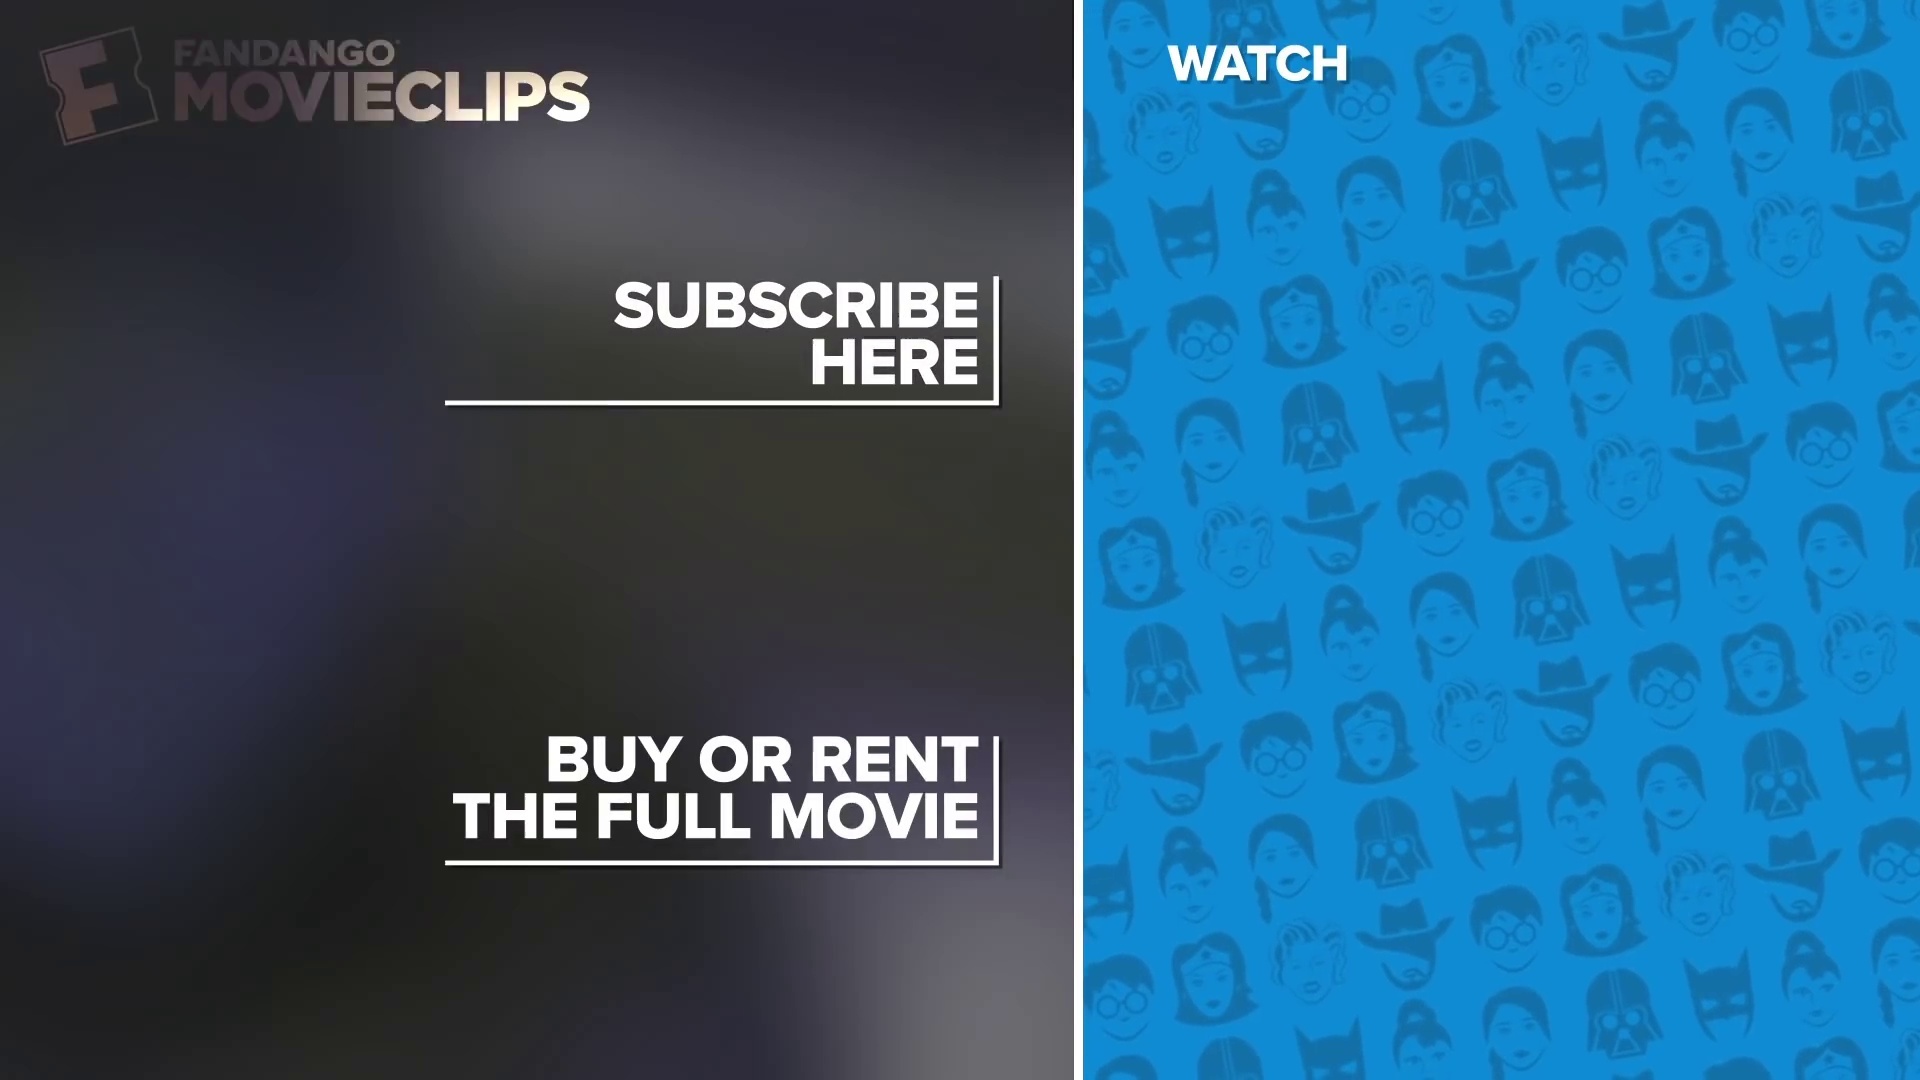 FANDANGO
MOVIECLIPS
SUBSCRIBE
HERE
BUY OR RENT
THE FULL MOVIE
WATCH